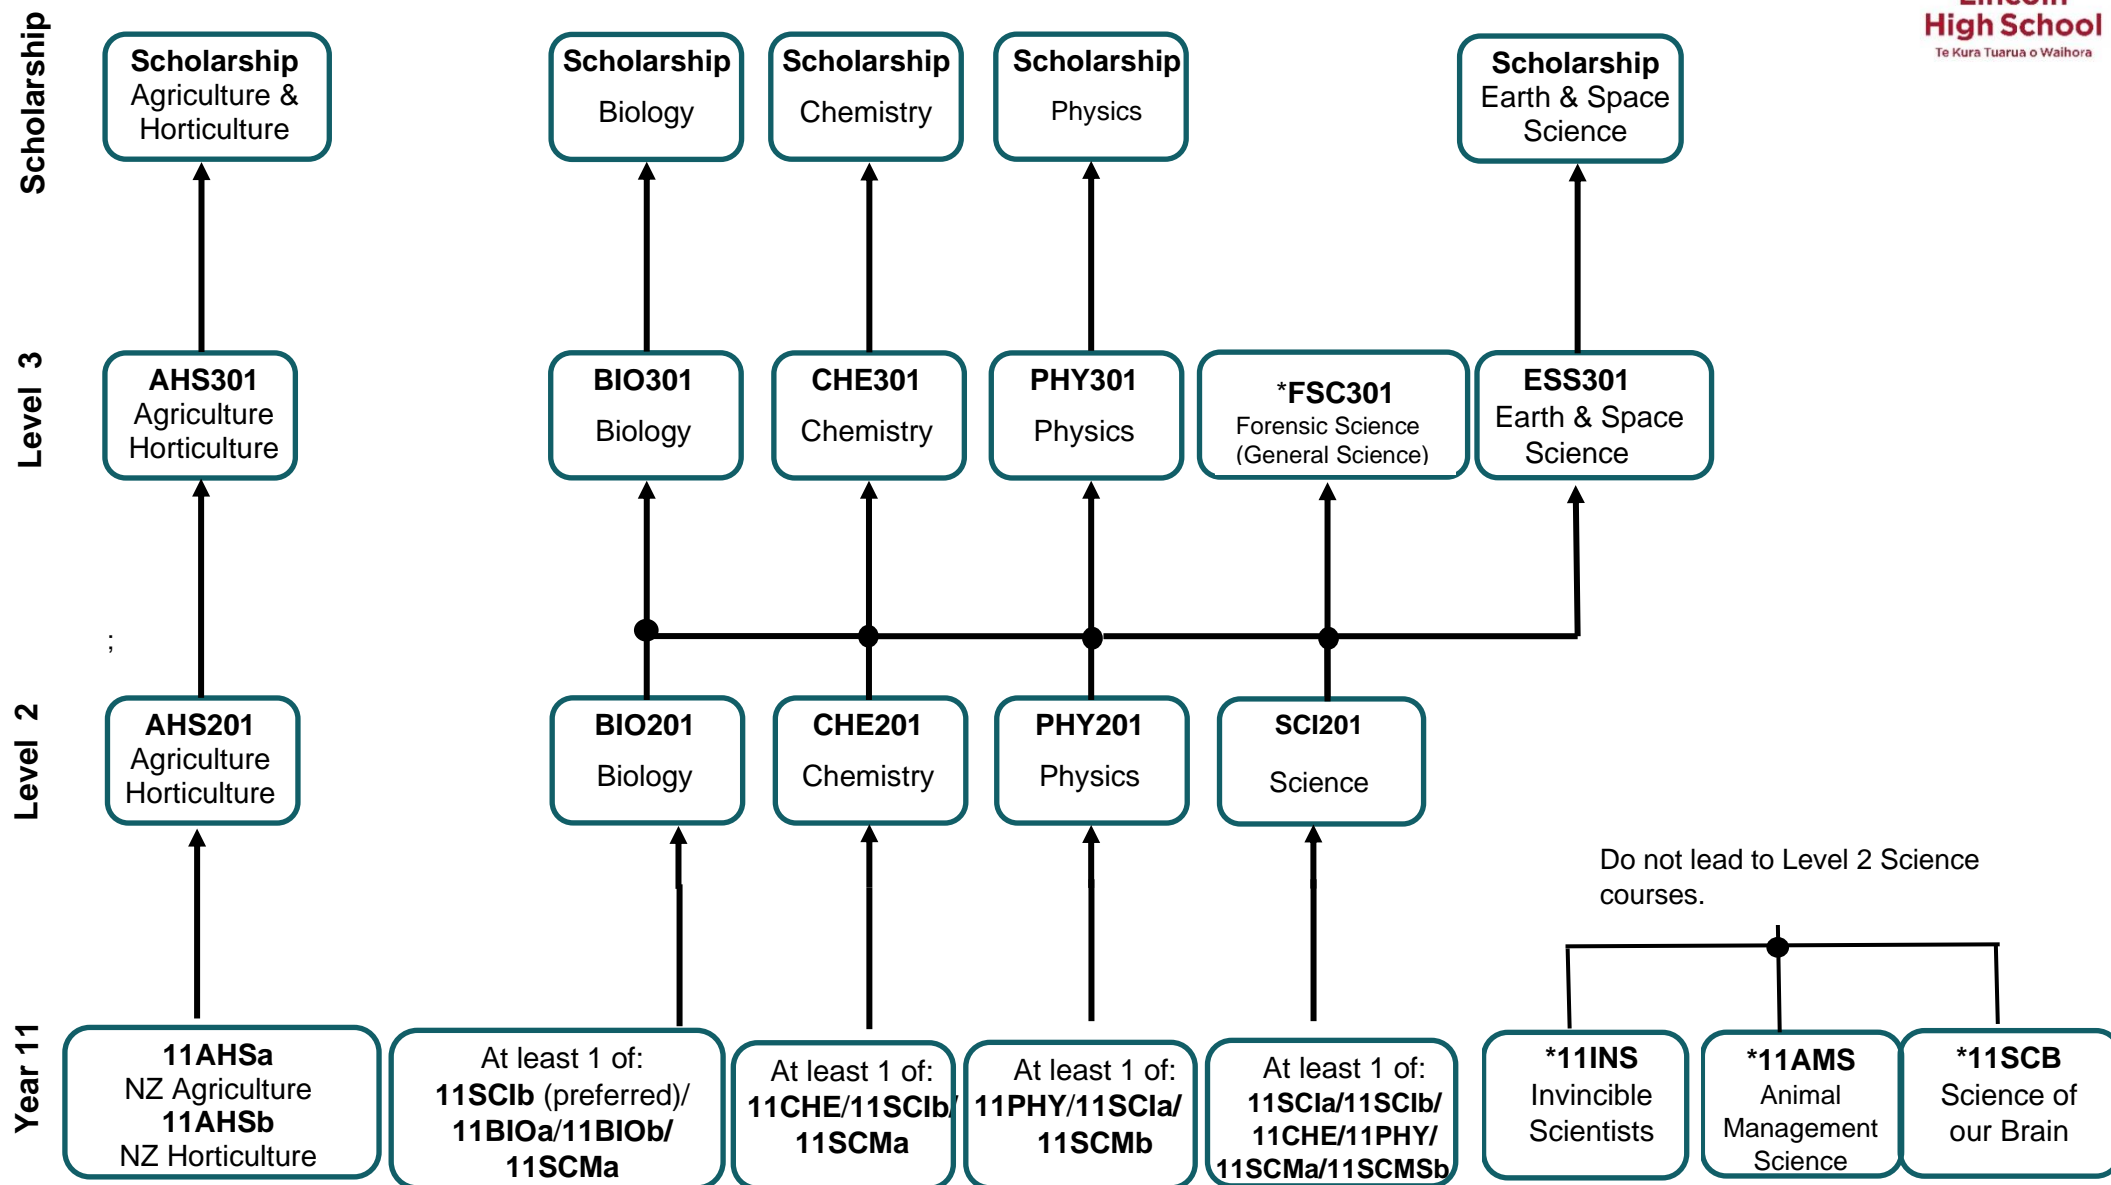 High School
Te Kura Tuarua o Waihora
Scholarship
Scholarship
Agriculture &
Horticulture
Scholarship
Biology
Scholarship
Chemistry
Scholarship
Physics
Scholarship
Earth & Space
Science
Level 3
AHS301
Agriculture
Horticulture
BIO301
Biology
CHE301
Chemistry
PHY301
Physics
*FSC301
Forensic Science
(General Science)
ESS301
Earth & Space
Science
;
Level 2
AHS201
Agriculture
Horticulture
BIO201
Biology
CHE201
Chemistry
PHY201
Physics
SCI201
Science
Do not lead to Level 2 Science
courses.
Year 11
11AHSa
NZ Agriculture
11AHSb
NZ Horticulture
At least 1 of:
11SCIb (preferred)/
11BIOa/11BIOb/
11SCMa
At least 1 of:
11CHE/11SCIb/
11SCMa
At least 1 of:
11PHY/11SCIa/
11SCMb
At least 1 of:
11SCIa/11SCIb/
11CHE/11PHY/
11SCMa/11SCMSb
*11INS
Invincible
Scientists
*11AMS
Animal
Management
Science
*11SCB
Science of
our Brain